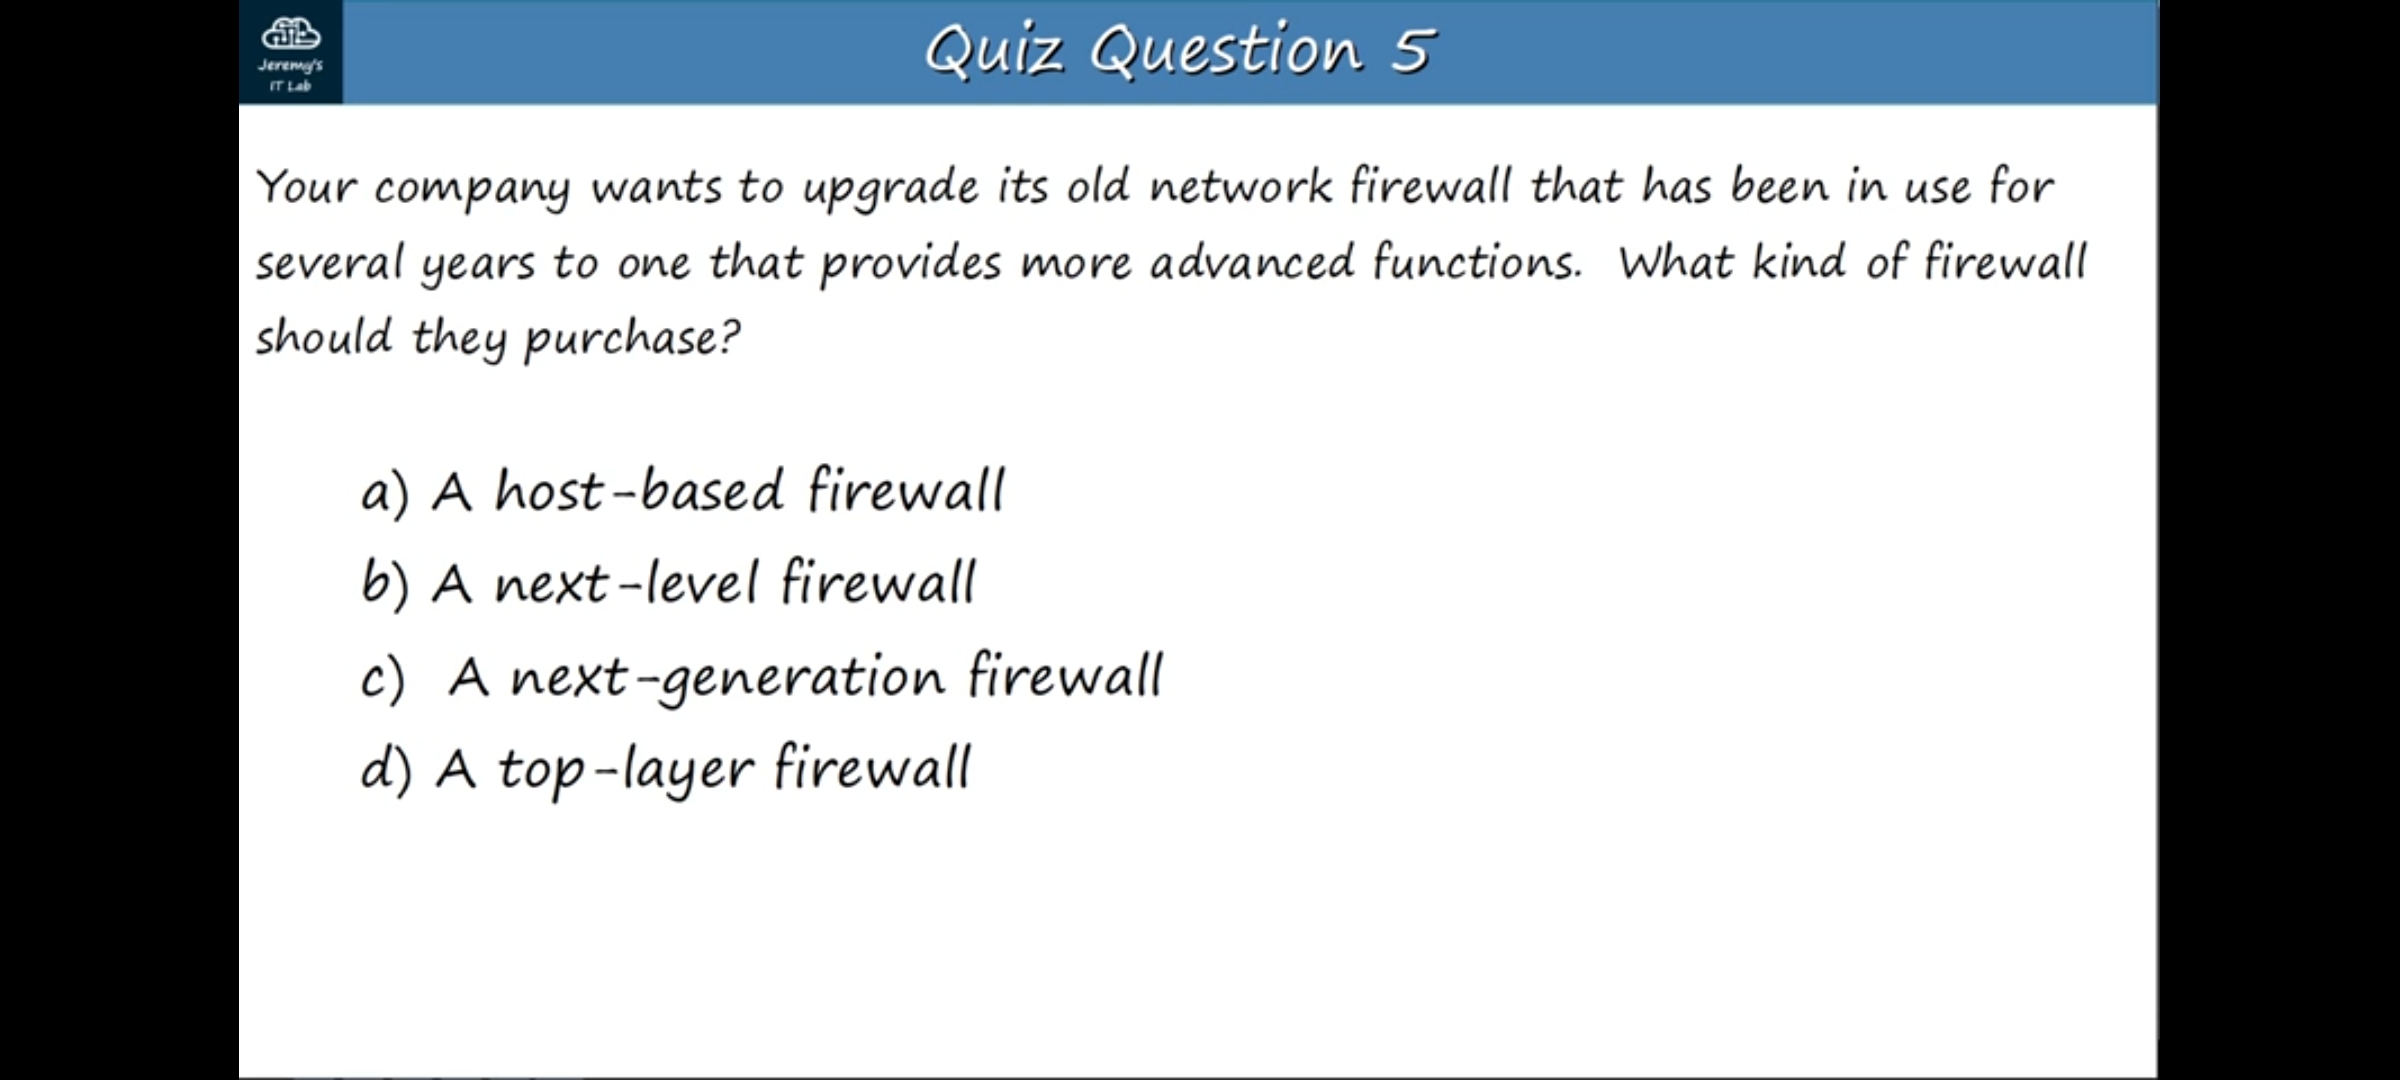 Jeremy's
IT Lab
Quiz Question 5
Your company wants to upgrade its old network firewall that has been in use for
several years to one that provides more advanced functions. What kind of firewall
should they purchase?
a) A host-based firewall
b) A next-level firewall
c) A next-generation firewall
d) A top-layer firewall